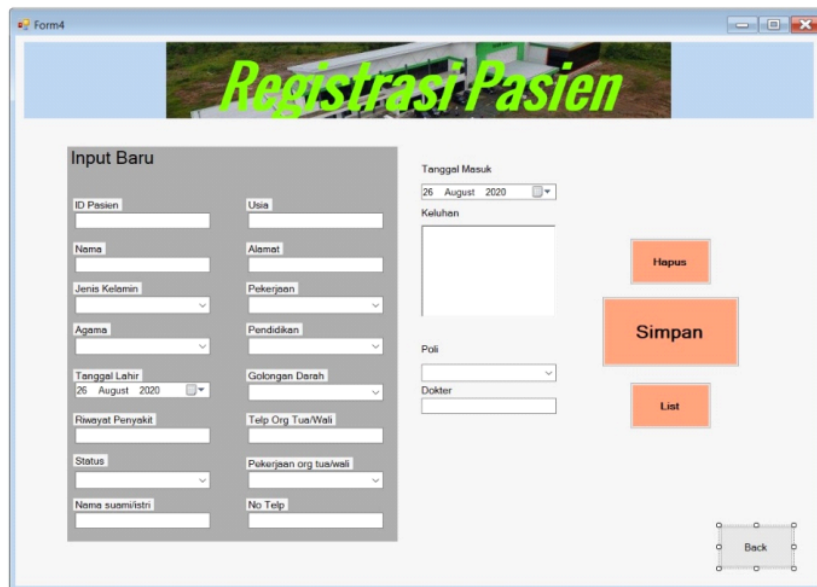 Form4
Registrasi Pasien
Input Baru
ID Pasien
Usia
Nama
Alamat
Jenis Kelamin
Pekerjaan
Agama
Pendidikan
Tanggal Lahir
26 August 2020
Golongan Darah
Riwayat Penyakit
Telp Org Tua/Wali
Status
Pekerjaan org tua/wali
Nama suami/istri
No Telp
Tanggal Masuk
26 August 2020
Keluhan
Poli
Dokter
Hapus
Simpan
List
Back